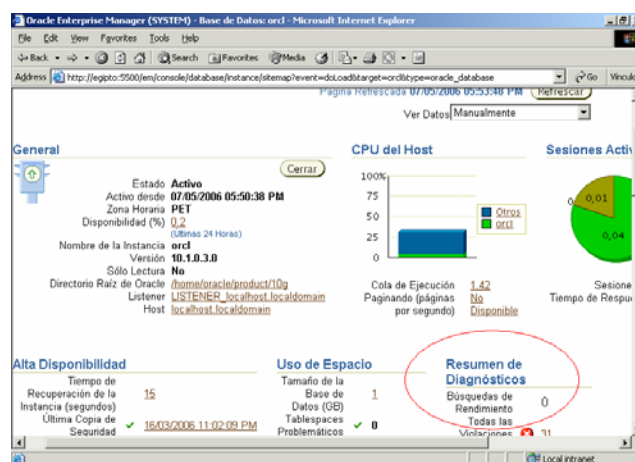 Oracle Enterprise Manager (SYSTEM) - Base de Datos: orcl - Microsoft Internet Explorer
File Edit View Favorites Tools Help
Back Search Favorites Media
Address http://egipto:5500/em/console/database/instance/sitemap?event=doLoad&target=orcl&type=oracle_database Go Vínculo
Página Refrescada 07/05/2006 05:53:48 PM Refrescar
Ver Datos Manualmente
General
Cerrar
Estado Activo
Activo desde 07/05/2006 05:50:38 PM
Zona Horaria PET
Disponibilidad (%) 0,2
(Últimas 24 Horas)
Nombre de la Instancia orcl
Versión 10.1.0.3.0
Sólo Lectura No
Directorio Raíz de Oracle /home/oracle/product/10g
Listener LISTENER_localhost.localdomain
Host localhost.localdomain
CPU del Host
100%
75
50
25
0
Otros
orcl
Cola de Ejecución 1.42
Paginando (páginas por segundo) No
Disponible
Sesiones Activ
0,01
0,04
Sesione
Tiempo de Respu
Alta Disponibilidad
Tiempo de
Recuperación de la
Instancia (segundos) 15
Última Copia de
Seguridad 16/03/2006 11:02:09 PM
Uso de Espacio
Tamaño de la
Base de
Datos (GB) 1
Tablespaces
Problemáticos 0
Resumen de
Diagnósticos
Búsquedas de
Rendimiento 0
Todas las
Violaciones 31
Local intranet